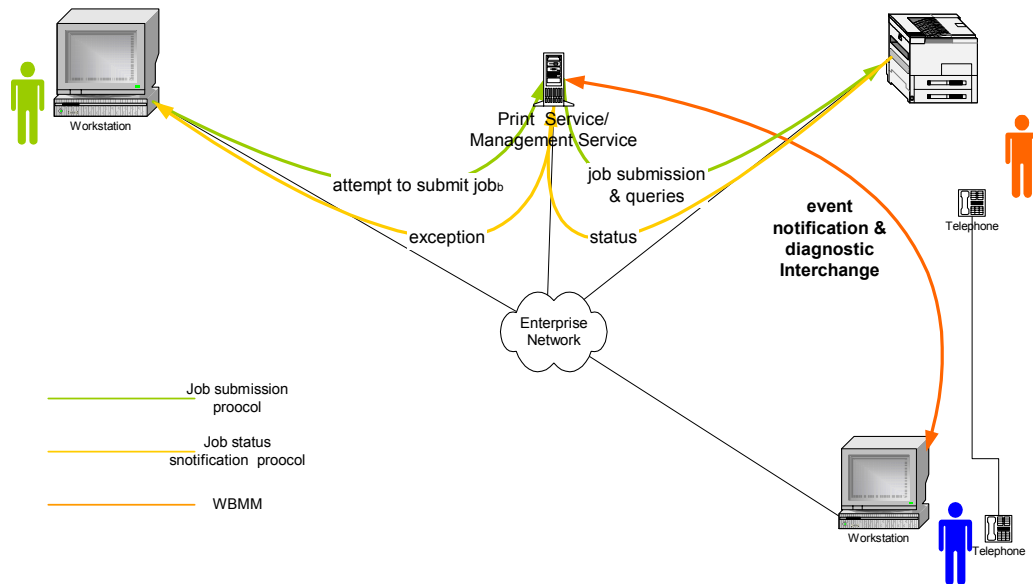 Workstation
Print Service/
Management Service
attempt to submit jobb
job submission
& queries
exception
status
event
notification &
diagnostic
Interchange
Telephone
Enterprise
Network
Job submission
proocol
Job status
snotification proocol
WBMM
Workstation
Telephone